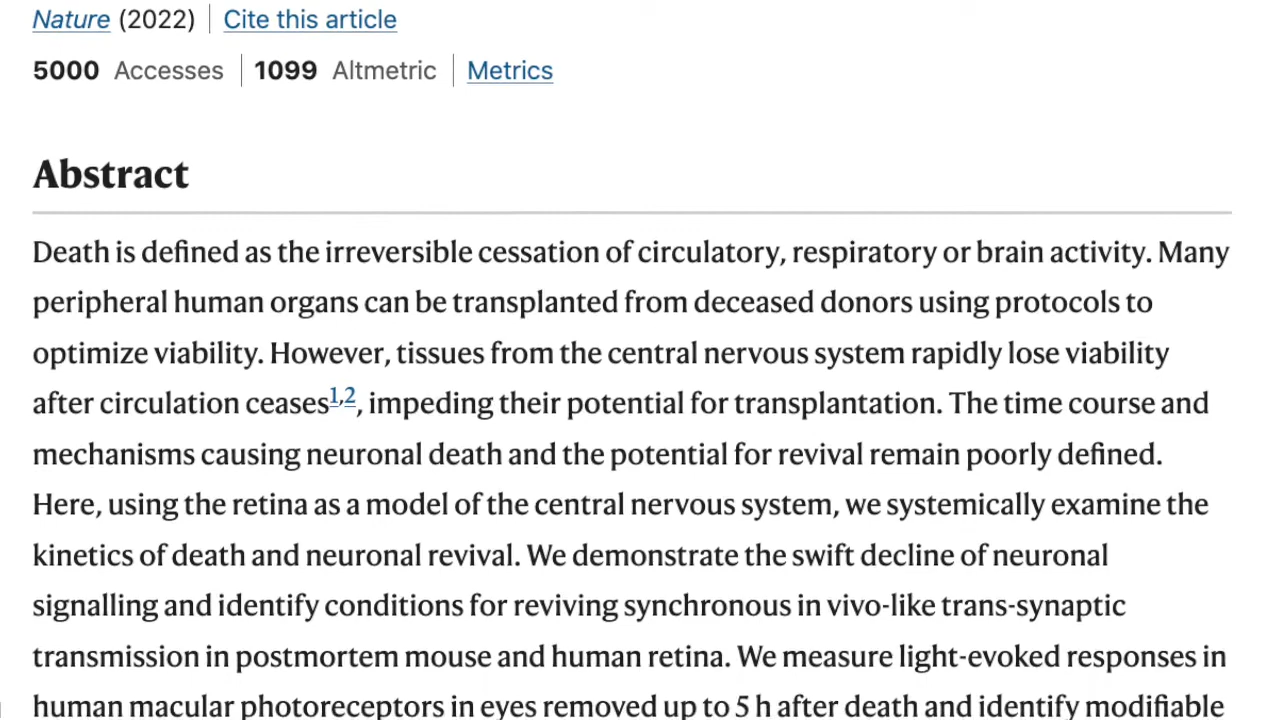 Nature (2022) | Cite this article
5000 Accesses | 1099 Altmetric | Metrics
Abstract
Death is defined as the irreversible cessation of circulatory, respiratory or brain activity. Many
peripheral human organs can be transplanted from deceased donors using protocols to
optimize viability. However, tissues from the central nervous system rapidly lose viability
after circulation ceases1,2, impeding their potential for transplantation. The time course and
mechanisms causing neuronal death and the potential for revival remain poorly defined.
Here, using the retina as a model of the central nervous system, we systemically examine the
kinetics of death and neuronal revival. We demonstrate the swift decline of neuronal
signalling and identify conditions for reviving synchronous in vivo-like trans-synaptic
transmission in postmortem mouse and human retina. We measure light-evoked responses in
human macular photoreceptors in eyes removed up to 5 h after death and identify modifiable